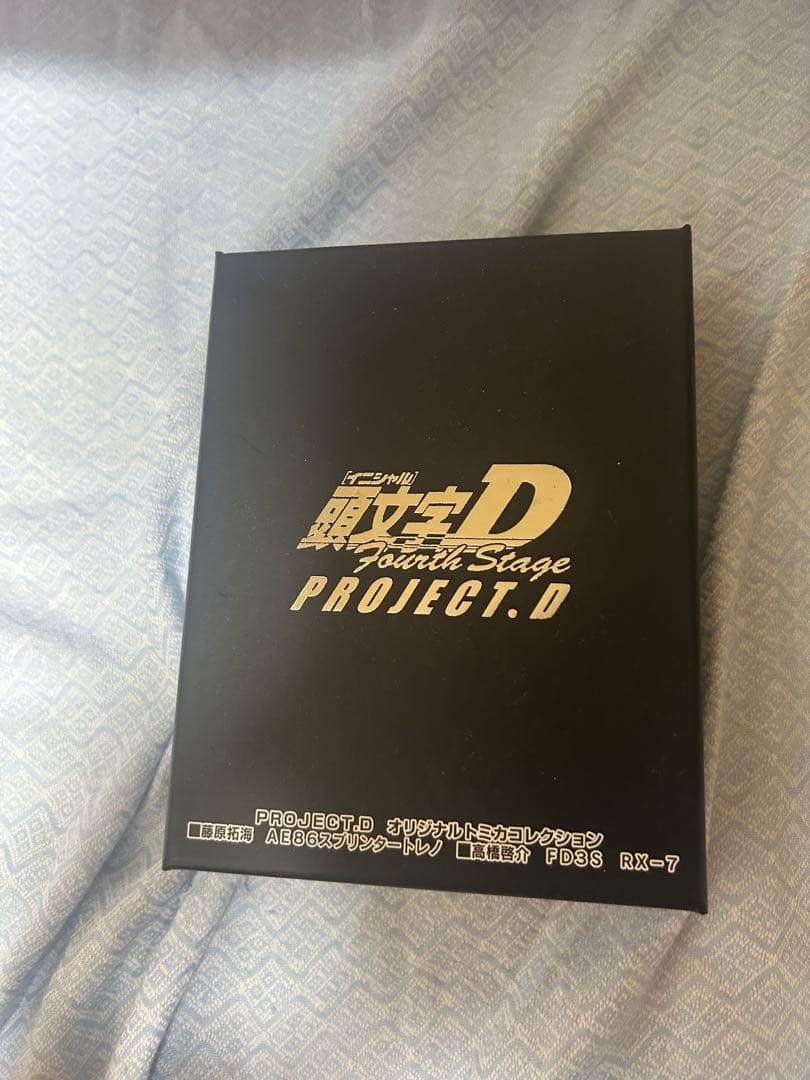 [イニシャル]
頭文字D
Fourth Stage
PROJECT.D
PROJECT.D オリジナルトミカコレクション
■藤原拓海 AE86スプリンタートレノ ■高橋啓介 FD3S RX-7